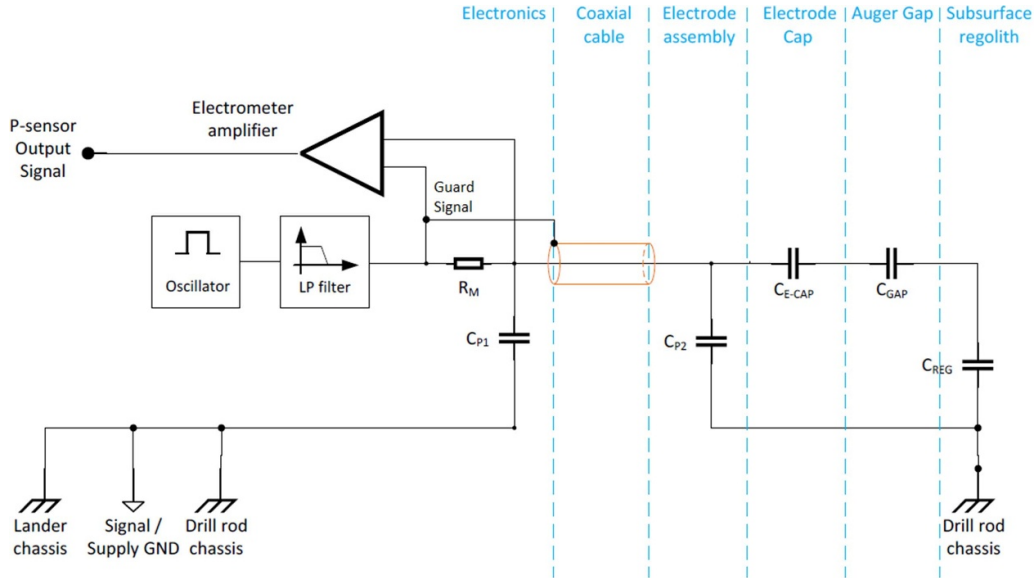 Electronics
Coaxial
cable
Electrode
assembly
Electrode
Cap
Auger Gap
Subsurface
regolith
Electrometer
amplifier
P-sensor
Output
Signal
Guard
Signal
Oscillator
LP filter
RM
CP1
CP2
CE-CAP
CGAP
CREG
Lander
chassis
Signal /
Supply GND
Drill rod
chassis
Drill rod
chassis